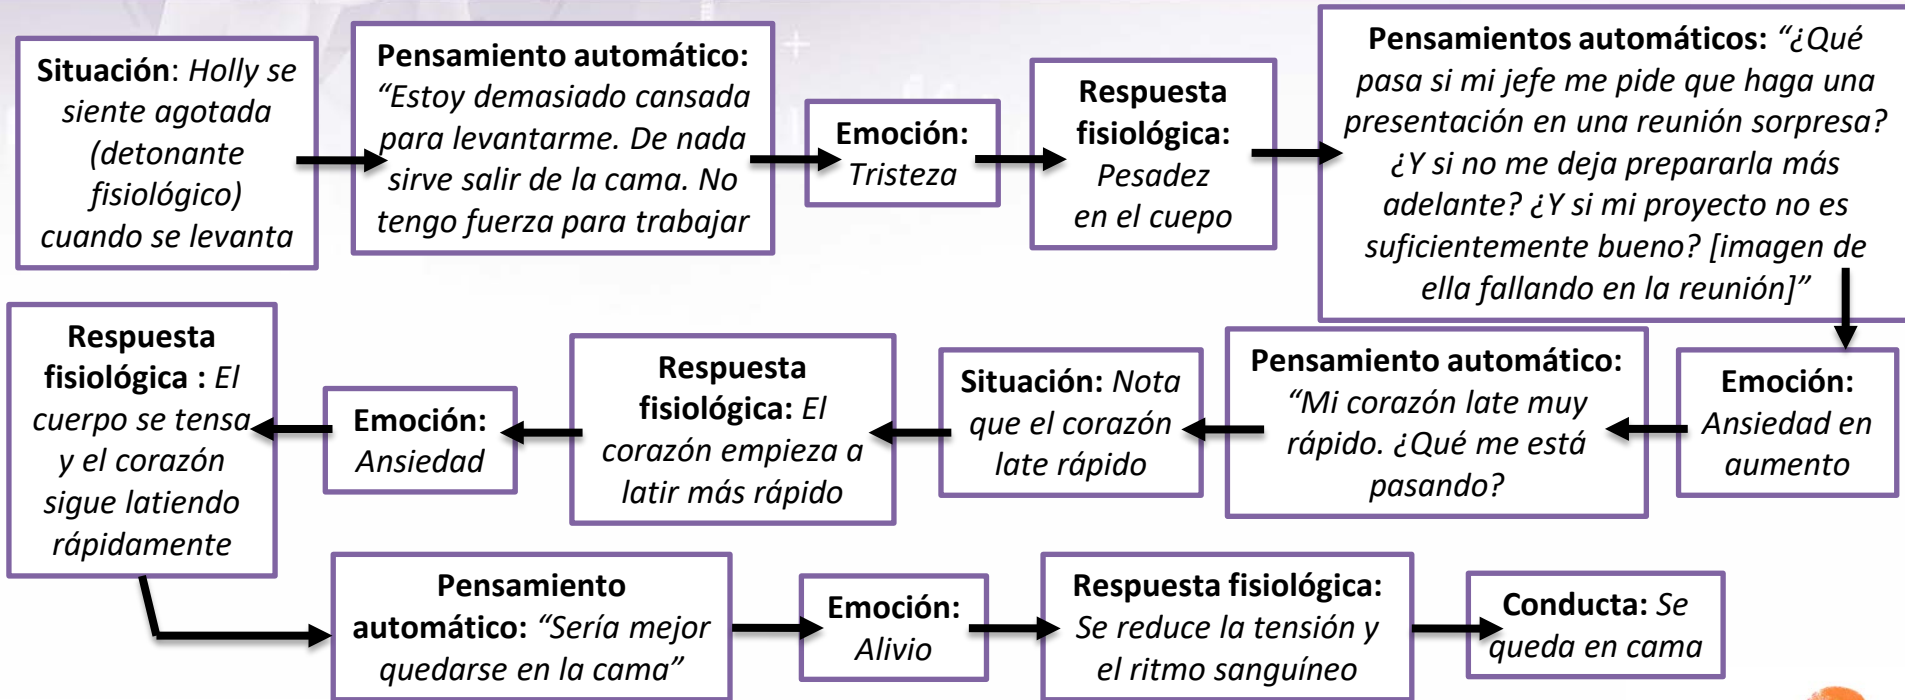 Situación: Holly se
siente agotada
(detonante
fisiológico)
cuando se levanta
Pensamiento automático:
“Estoy demasiado cansada
para levantarme. De nada
sirve salir de la cama. No
tengo fuerza para trabajar
Emoción:
Tristeza
Respuesta
fisiológica:
Pesadez
en el cuepo
Pensamientos automáticos: “¿Qué
pasa si mi jefe me pide que haga una
presentación en una reunión sorpresa?
¿Y si no me deja prepararla más
adelante? ¿Y si mi proyecto no es
suficientemente bueno? [imagen de
ella fallando en la reunión]”
Emoción:
Ansiedad en
aumento
Pensamiento automático:
“Mi corazón late muy
rápido. ¿Qué me está
pasando?
Situación: Nota
que el corazón
late rápido
Respuesta
fisiológica: El
corazón empieza a
latir más rápido
Emoción:
Ansiedad
Respuesta
fisiológica : El
cuerpo se tensa
y el corazón
sigue latiendo
rápidamente
Pensamiento
automático: “Sería mejor
quedarse en la cama”
Emoción:
Alivio
Respuesta fisiológica:
Se reduce la tensión y
el ritmo sanguíneo
Conducta: Se
queda en cama